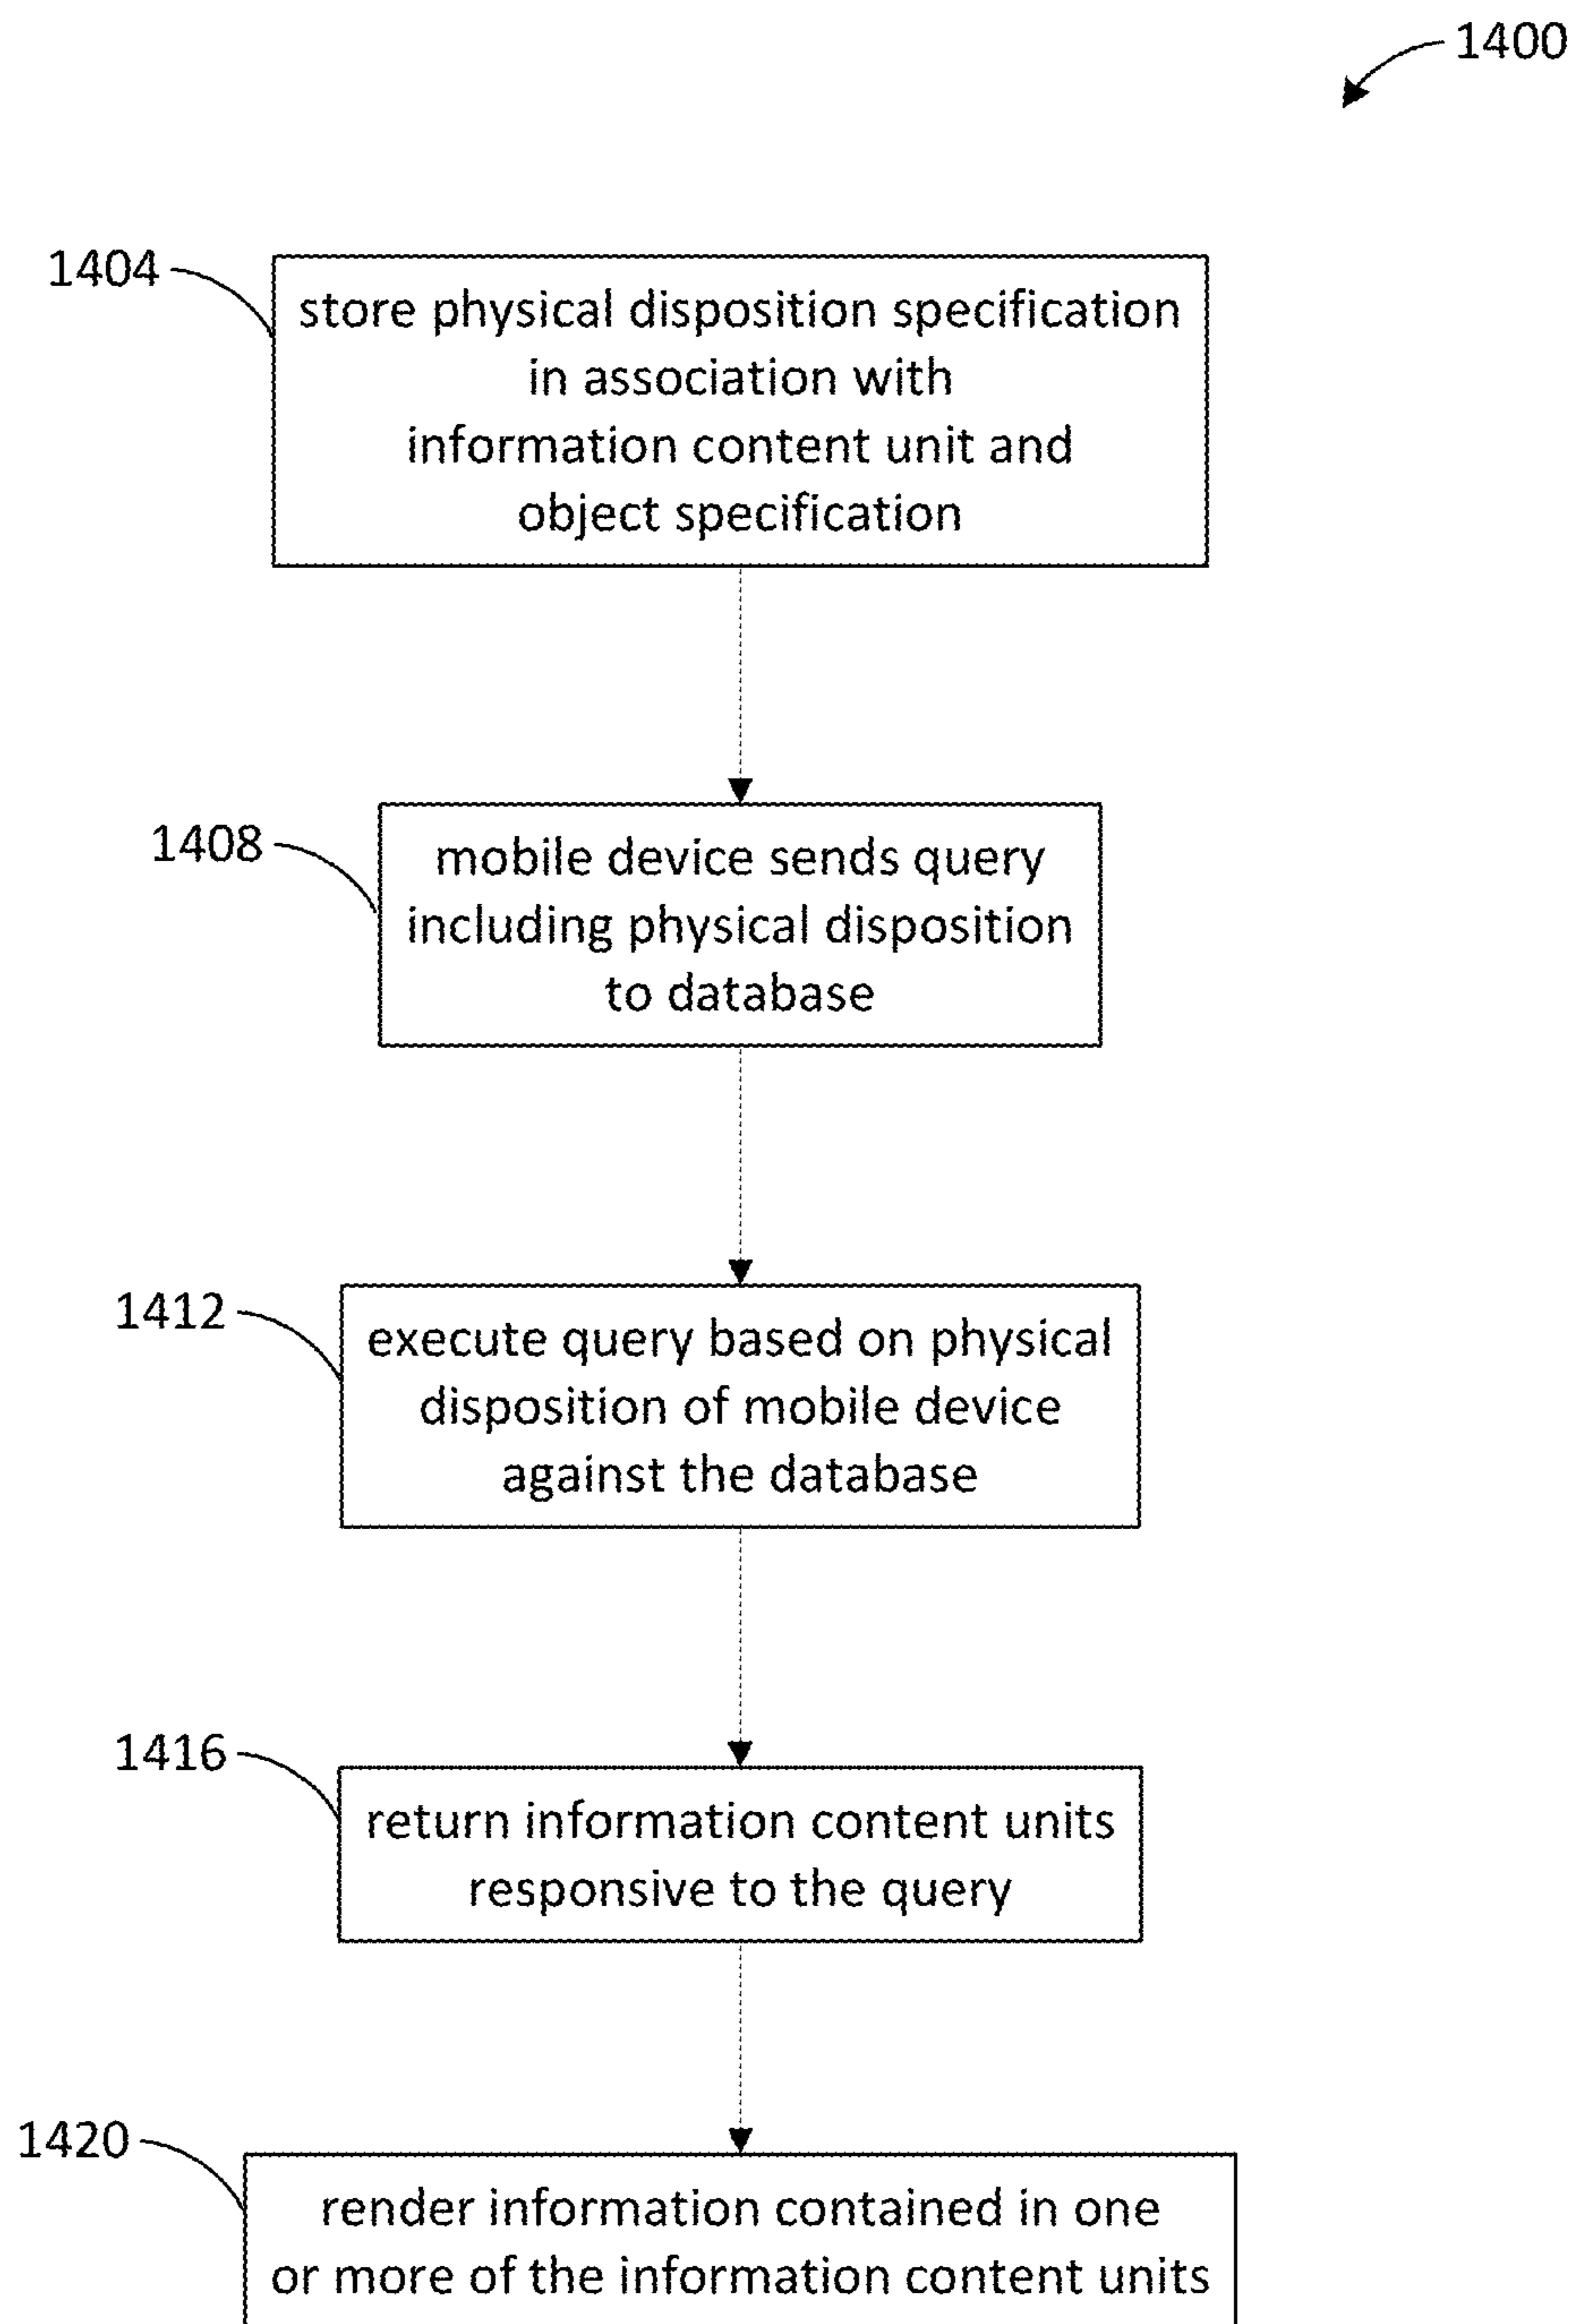 1400
1404
store physical disposition specification
in association with
information content unit and
object specification
1408
mobile device sends query
including physical disposition
to database
1412
execute query based on physical
disposition of mobile device
against the database
1416
return information content units
responsive to the query
1420
render information contained in one
or more of the information content units